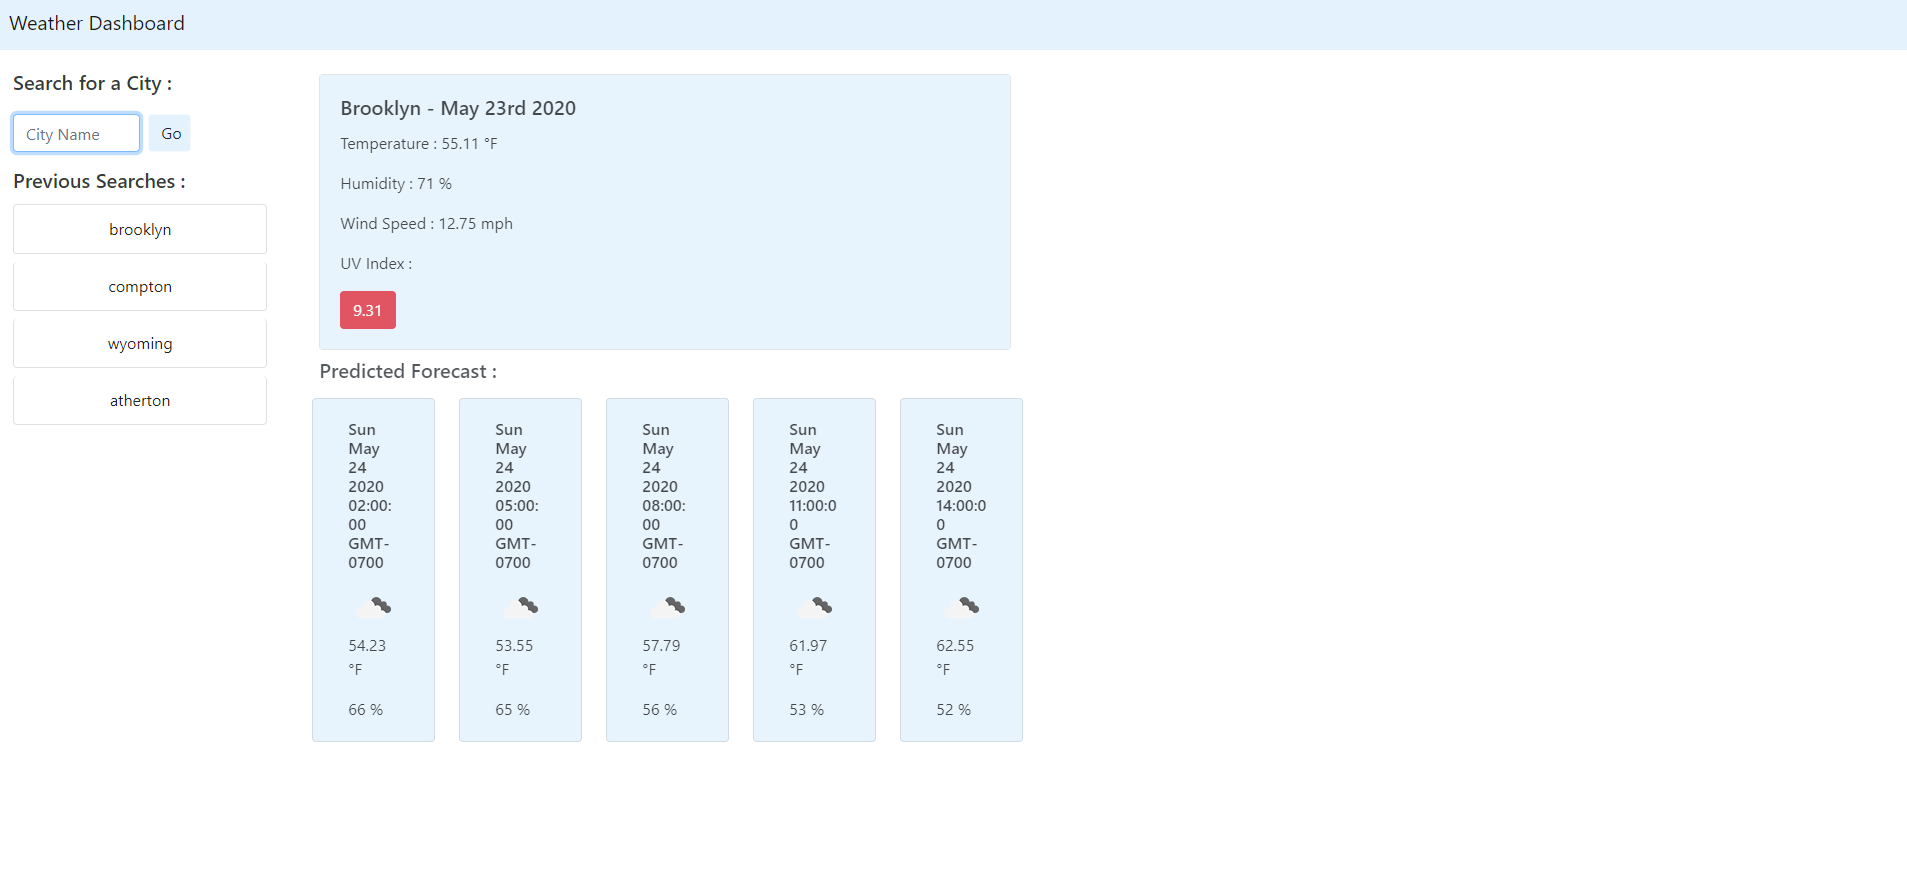 Weather Dashboard
Search for a City :
City Name
Go
Previous Searches :
brooklyn
compton
wyoming
atherton
Brooklyn - May 23rd 2020
Temperature : 55.11 °F
Humidity : 71 %
Wind Speed : 12.75 mph
UV Index :
9.31
Predicted Forecast :
Sun
May
24
2020
02:00:
00
GMT-
0700
54.23
°F
66 %
Sun
May
24
2020
05:00:
00
GMT-
0700
53.55
°F
65 %
Sun
May
24
2020
08:00:
00
GMT-
0700
57.79
°F
56 %
Sun
May
24
2020
11:00:0
0
GMT-
0700
61.97
°F
53 %
Sun
May
24
2020
14:00:0
0
GMT-
0700
62.55
°F
52 %